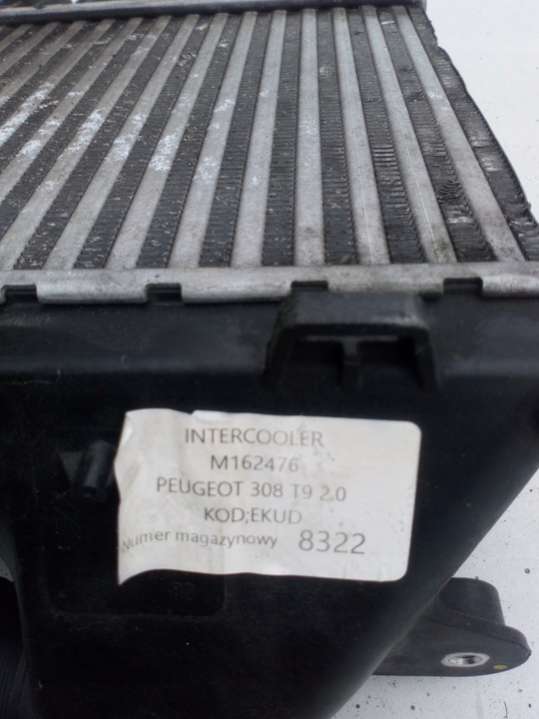 INTERCOOLER
M162476
PEUGEOT 308 T9 2.0
KOD;EKUD
Numer magazynowy 8322